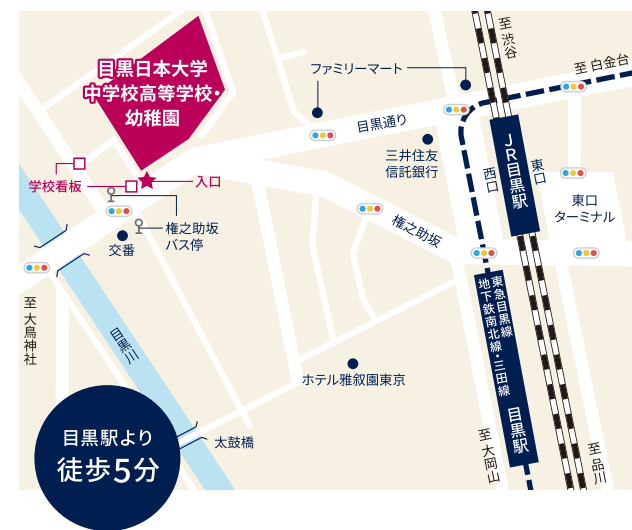 至渋谷
至 白金台
ファミリーマート
目黒日本大学
中学校高等学校・
幼稚園
目黒通り
三井住友
信託銀行
JR目黒駅
西口
東口
東口
ターミナル
学校看板
入口
権之助坂
バス停
交番
権之助坂
至大鳥神社
目黒川
東急目黒線
地下鉄南北線・三田線
目黒駅
ホテル雅叙園東京
太鼓橋
至大岡山
至品川
目黒駅より
徒歩5分